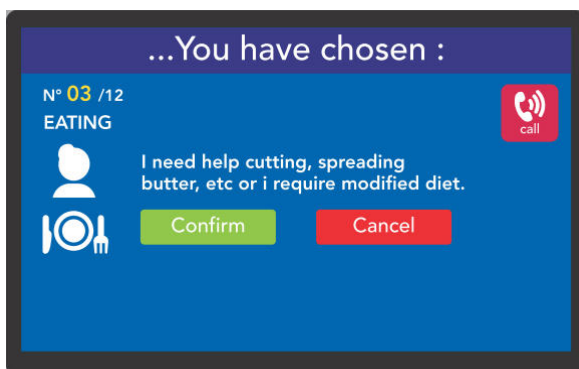 ...You have chosen :
N° 03 /12
EATING
call
I need help cutting, spreading
butter, etc or i require modified diet.
Confirm
Cancel